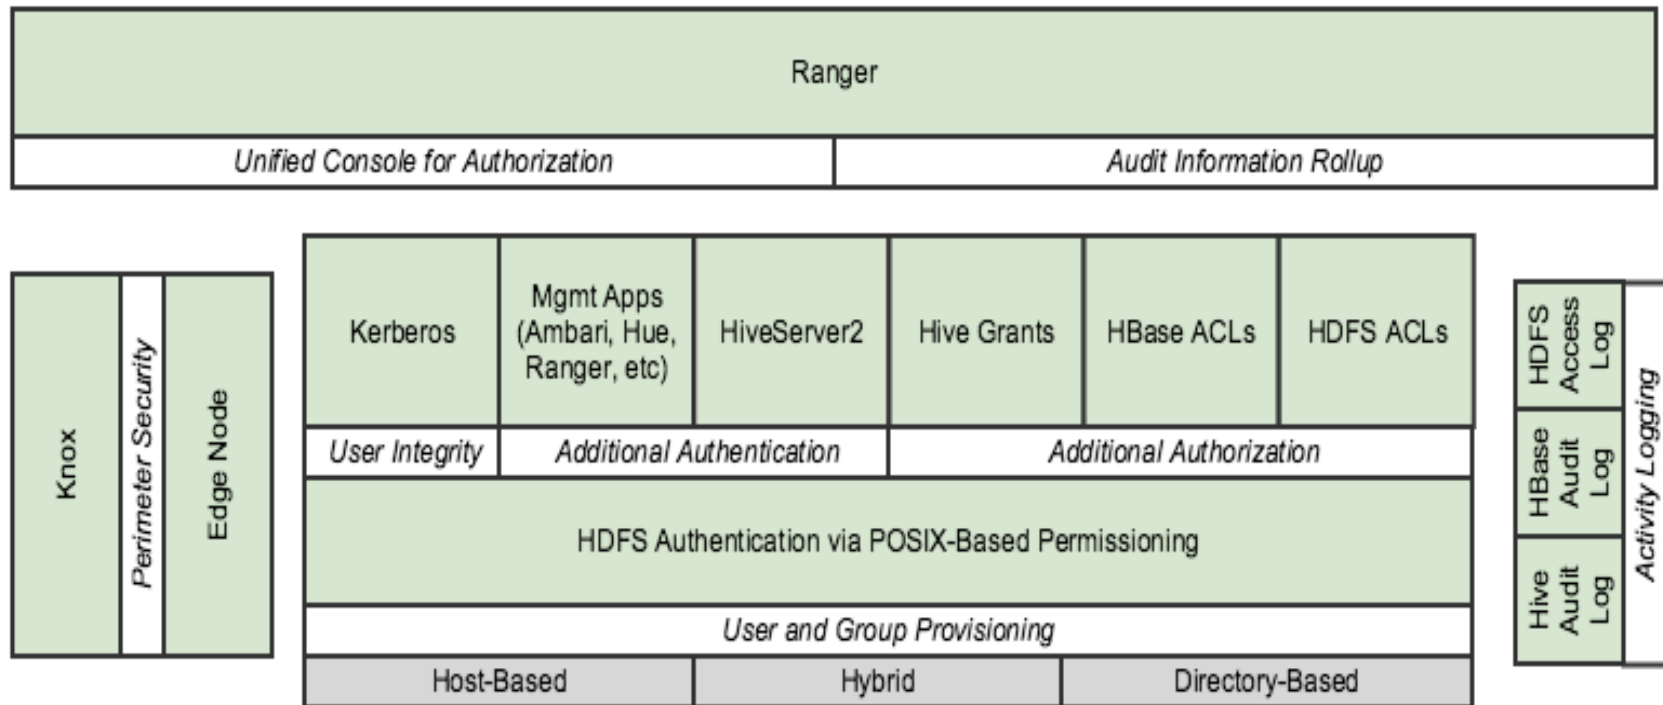 Ranger
Unified Console for Authorization
Audit Information Rollup
Knox
Perimeter Security
Edge Node
Kerberos
Mgmt Apps
(Ambari, Hue,
Ranger, etc)
HiveServer2
Hive Grants
HBase ACLs
HDFS ACLs
User Integrity
Additional Authentication
Additional Authorization
HDFS Authentication via POSIX-Based Permissioning
User and Group Provisioning
Host-Based
Hybrid
Directory-Based
HDFS
Access
Log
HBase
Audit
Log
Hive
Audit
Log
Activity Logging